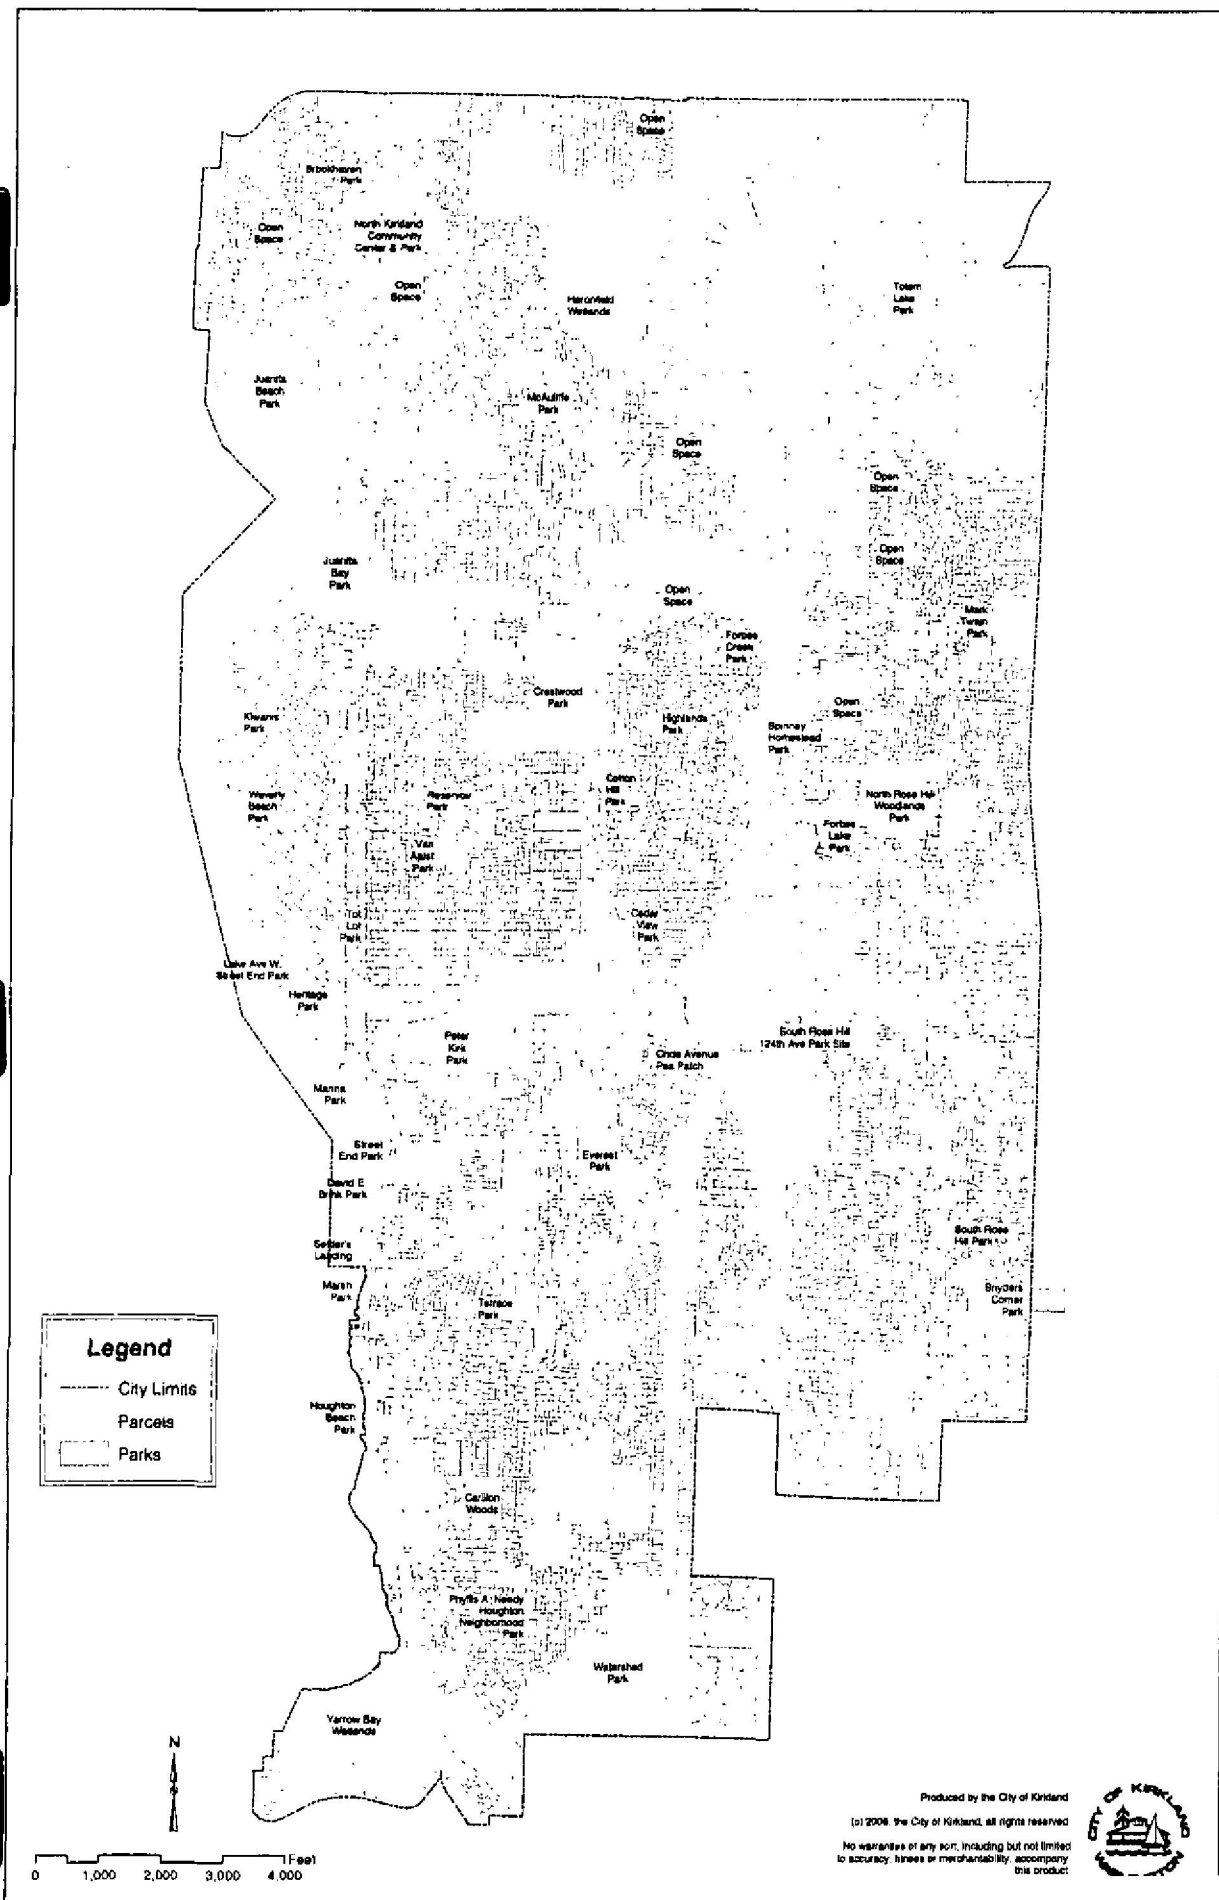 Open
Space
Brookhaven
Park
Open
Space
North Kirkland
Community
Center & Park
Open
Space
Heronfield
Wetlands
Totem
Lake
Park
Juanita
Beach
Park
McAuliffe
Park
Open
Space
Open
Space
Open
Space
Juanita
Bay
Park
Open
Space
Mark
Twain
Park
Forbes
Creek
Park
Crestwood
Park
Open
Space
Kiwanis
Park
Highlands
Park
Spinney
Homestead
Park
Cotton
Hill
Park
Waverly
Beach
Park
Reservoir
Park
North Rose Hill
Woodlands
Park
Forbes
Lake
Park
Van
Aalst
Park
Tot
Lot
Park
Cedar
View
Park
Lake Ave W.
Street End Park
Heritage
Park
Peter
Kirk
Park
Ohde Avenue
Pea Patch
South Rose Hill
124th Ave Park Site
Marina
Park
Street
End Park
Everest
Park
David E
Brink Park
South Rose
Hill Park
Settler's
Landing
Marsh
Park
Terrace
Park
Snyders
Corner
Park
Legend
City Limits
Parcels
Parks
Houghton
Beach
Park
Carillon
Woods
Phyllis A. Needy
Houghton
Neighborhood
Park
Watershed
Park
Yarrow Bay
Wetlands
N
0 1,000 2,000 3,000 4,000
Feet
Produced by the City of Kirkland
(c) 2006, the City of Kirkland, all rights reserved
No warranties of any sort, including but not limited
to accuracy, fitness or merchantability, accompany
this product
CITY OF KIRKLAND